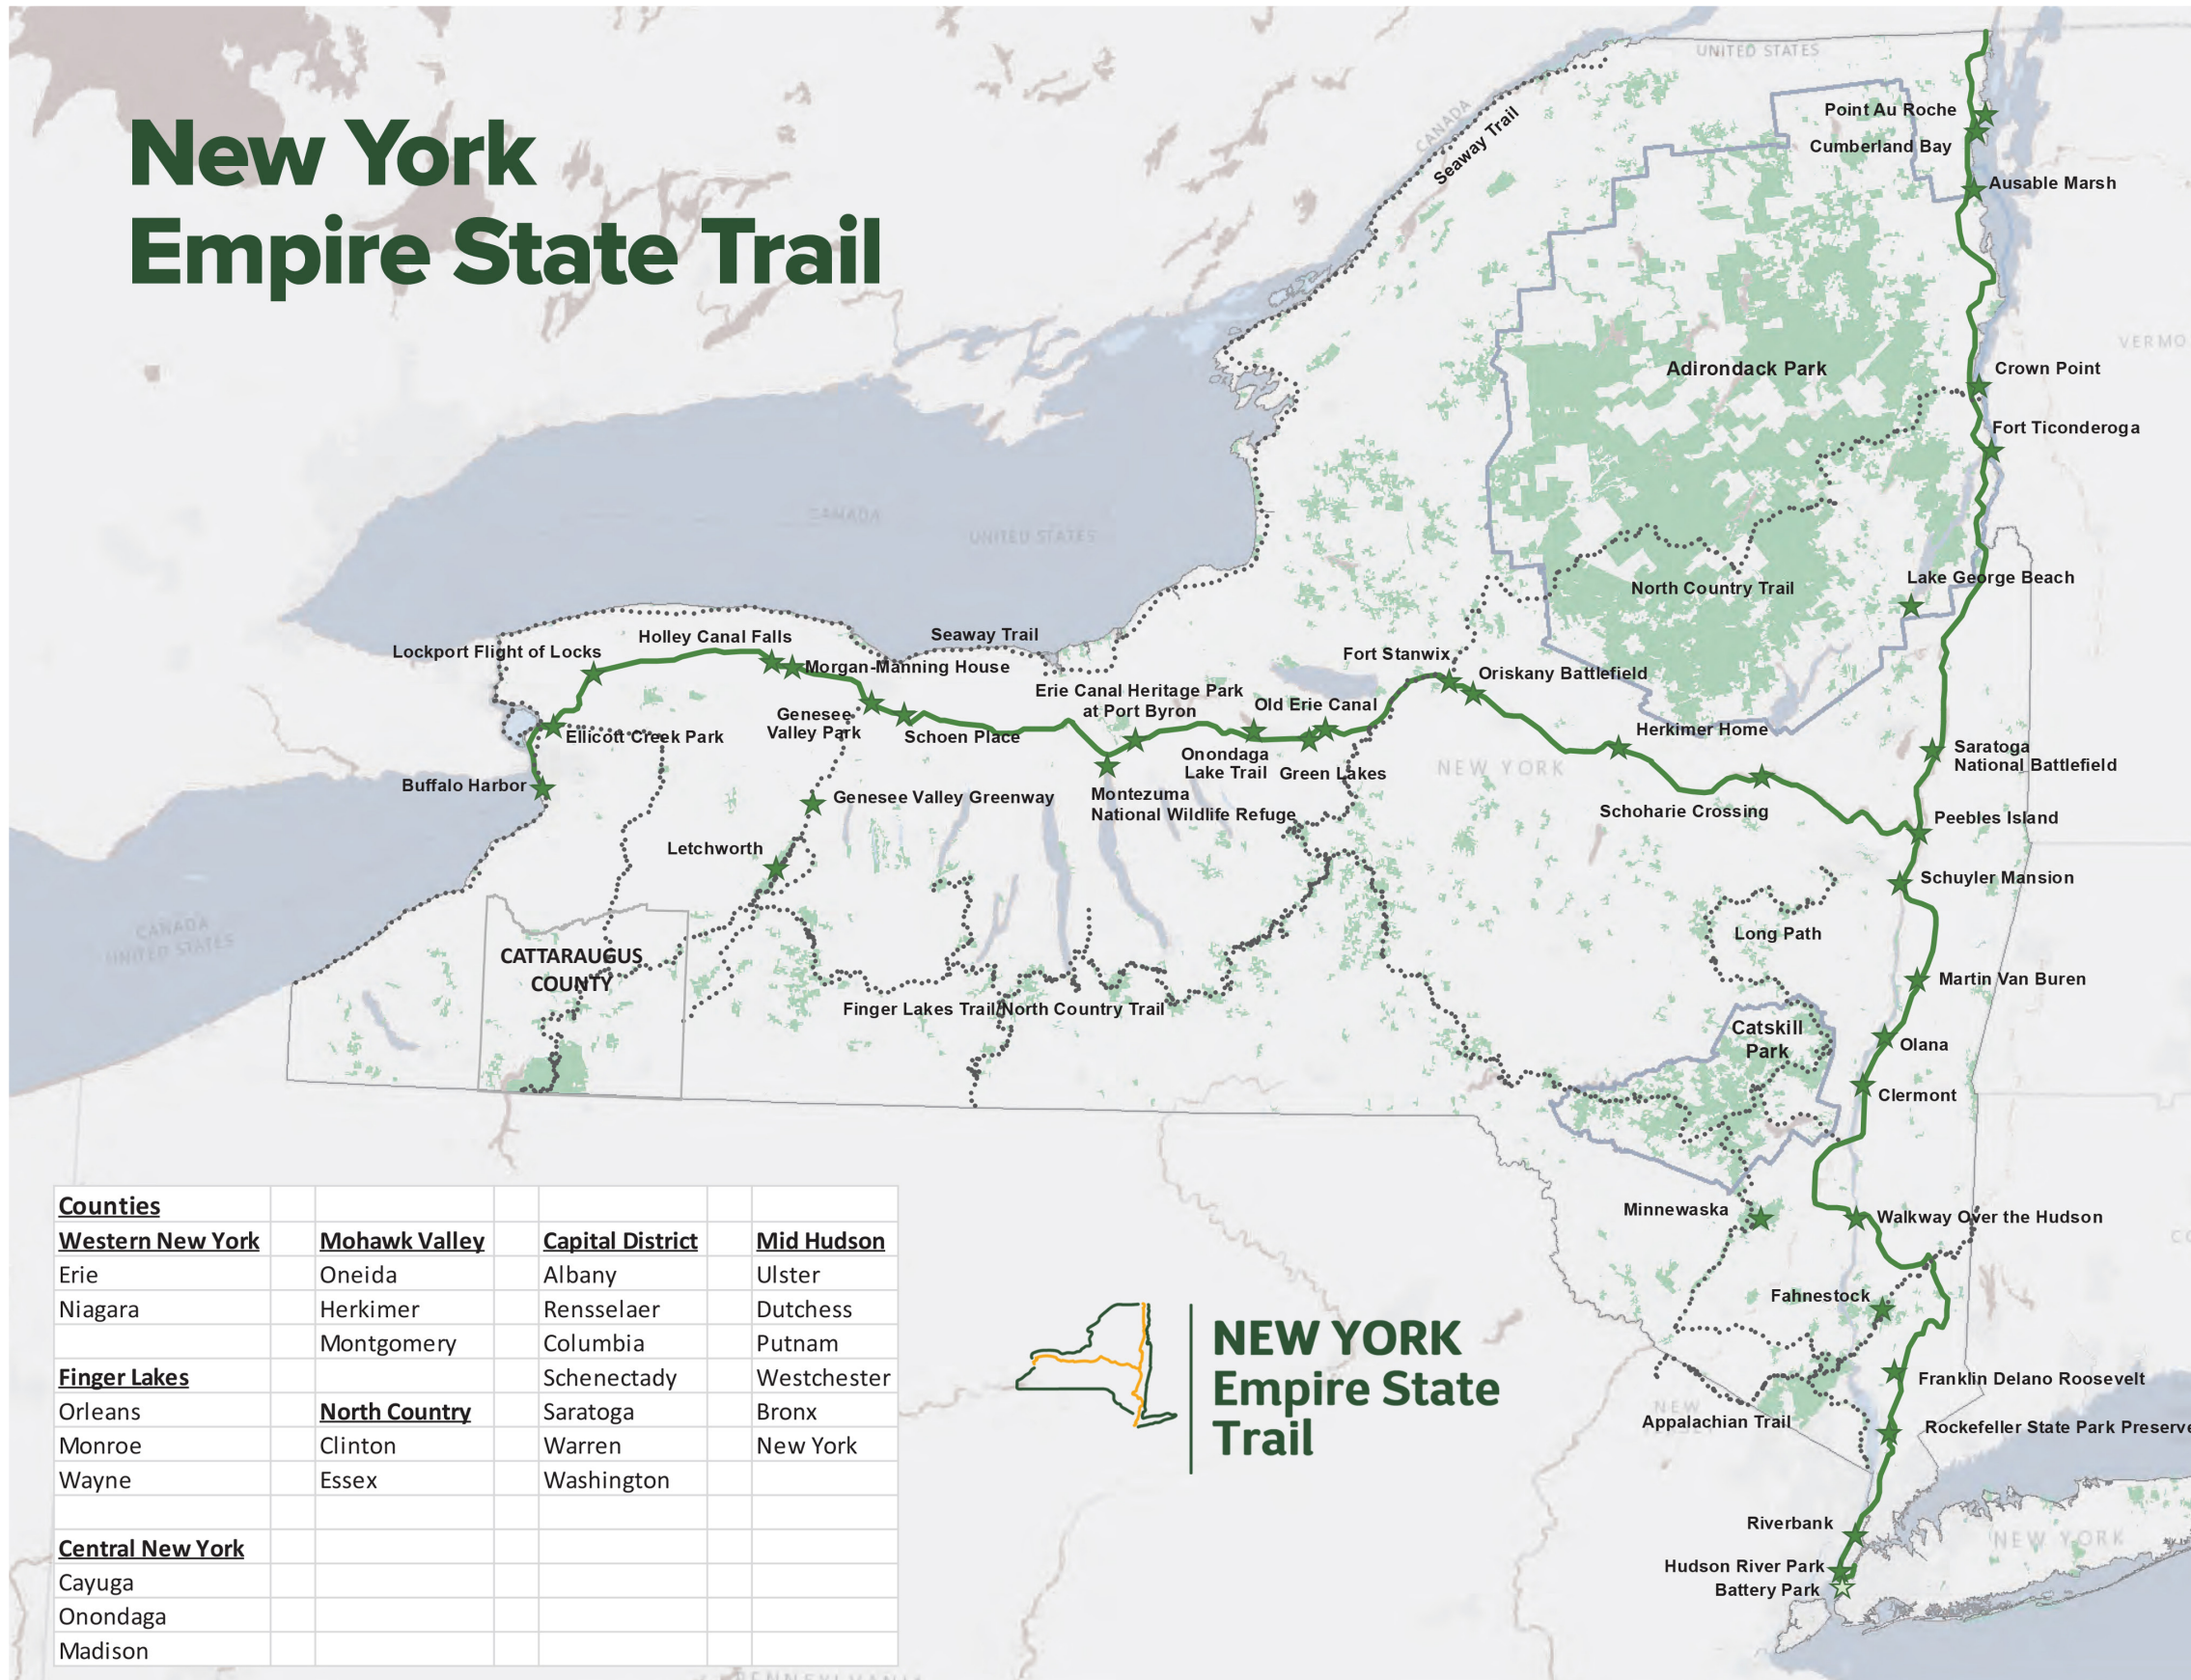 New York
Empire State Trail
UNITED STATES
CANADA
Seaway Trail
Point Au Roche
Cumberland Bay
Ausable Marsh
VERMO
Adirondack Park
Crown Point
Fort Ticonderoga
CANADA
UNITED STATES
North Country Trail
Lake George Beach
Lockport Flight of Locks
Holley Canal Falls
Seaway Trail
Morgan-Manning House
Fort Stanwix
Oriskany Battlefield
Erie Canal Heritage Park
at Port Byron
Old Erie Canal
Genesee
Valley Park
Schoen Place
Ellicott Creek Park
Herkimer Home
Onondaga
Lake Trail
Green Lakes
NEW YORK
Saratoga
National Battlefield
Buffalo Harbor
Genesee Valley Greenway
Montezuma
National Wildlife Refuge
Schoharie Crossing
Peebles Island
Letchworth
Schuyler Mansion
CANADA
UNITED STATES
Long Path
CATTARAUGUS
COUNTY
Martin Van Buren
Finger Lakes Trail/North Country Trail
Catskill
Park
Olana
Clermont
Minnewaska
Walkway Over the Hudson
CO
Fahnestock
Franklin Delano Roosevelt
NEW
Appalachian Trail
Rockefeller State Park Preserve
Riverbank
NEW YORK
Hudson River Park
Battery Park
Counties
Western New York Mohawk Valley Capital District Mid Hudson
Erie Oneida Albany Ulster
Niagara Herkimer Rensselaer Dutchess
Montgomery Columbia Putnam
Finger Lakes Schenectady Westchester
Orleans North Country Saratoga Bronx
Monroe Clinton Warren New York
Wayne Essex Washington
Central New York
Cayuga
Onondaga
Madison
NEW YORK
Empire State
Trail